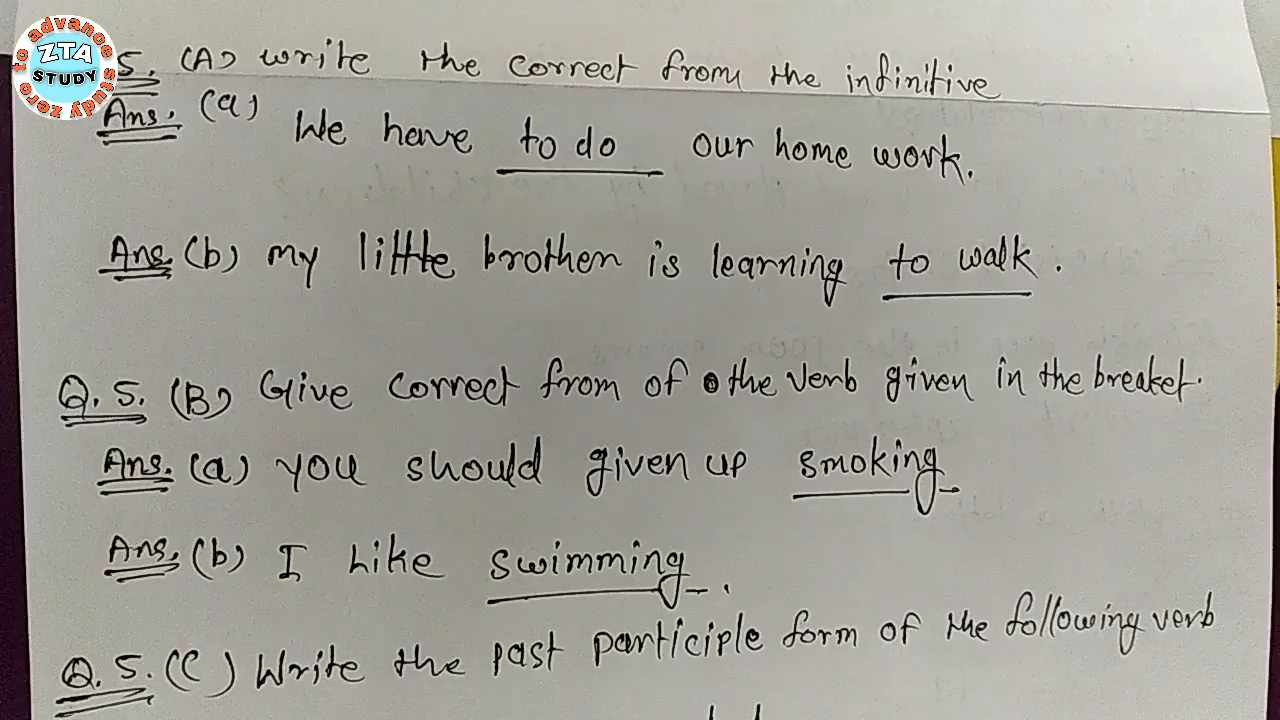 zero to advance study
ZTA
STUDY
5. (A) write the correct from the infinitive
Ans. (a) We have to do our home work.
Ans. (b) my little brother is learning to walk.
Q. 5. (B) Give correct from of the verb given in the breaket.
Ans. (a) you should given up smoking
Ans. (b) I Like swimming.
Q. 5. (C) Write the past participle form of the following verb